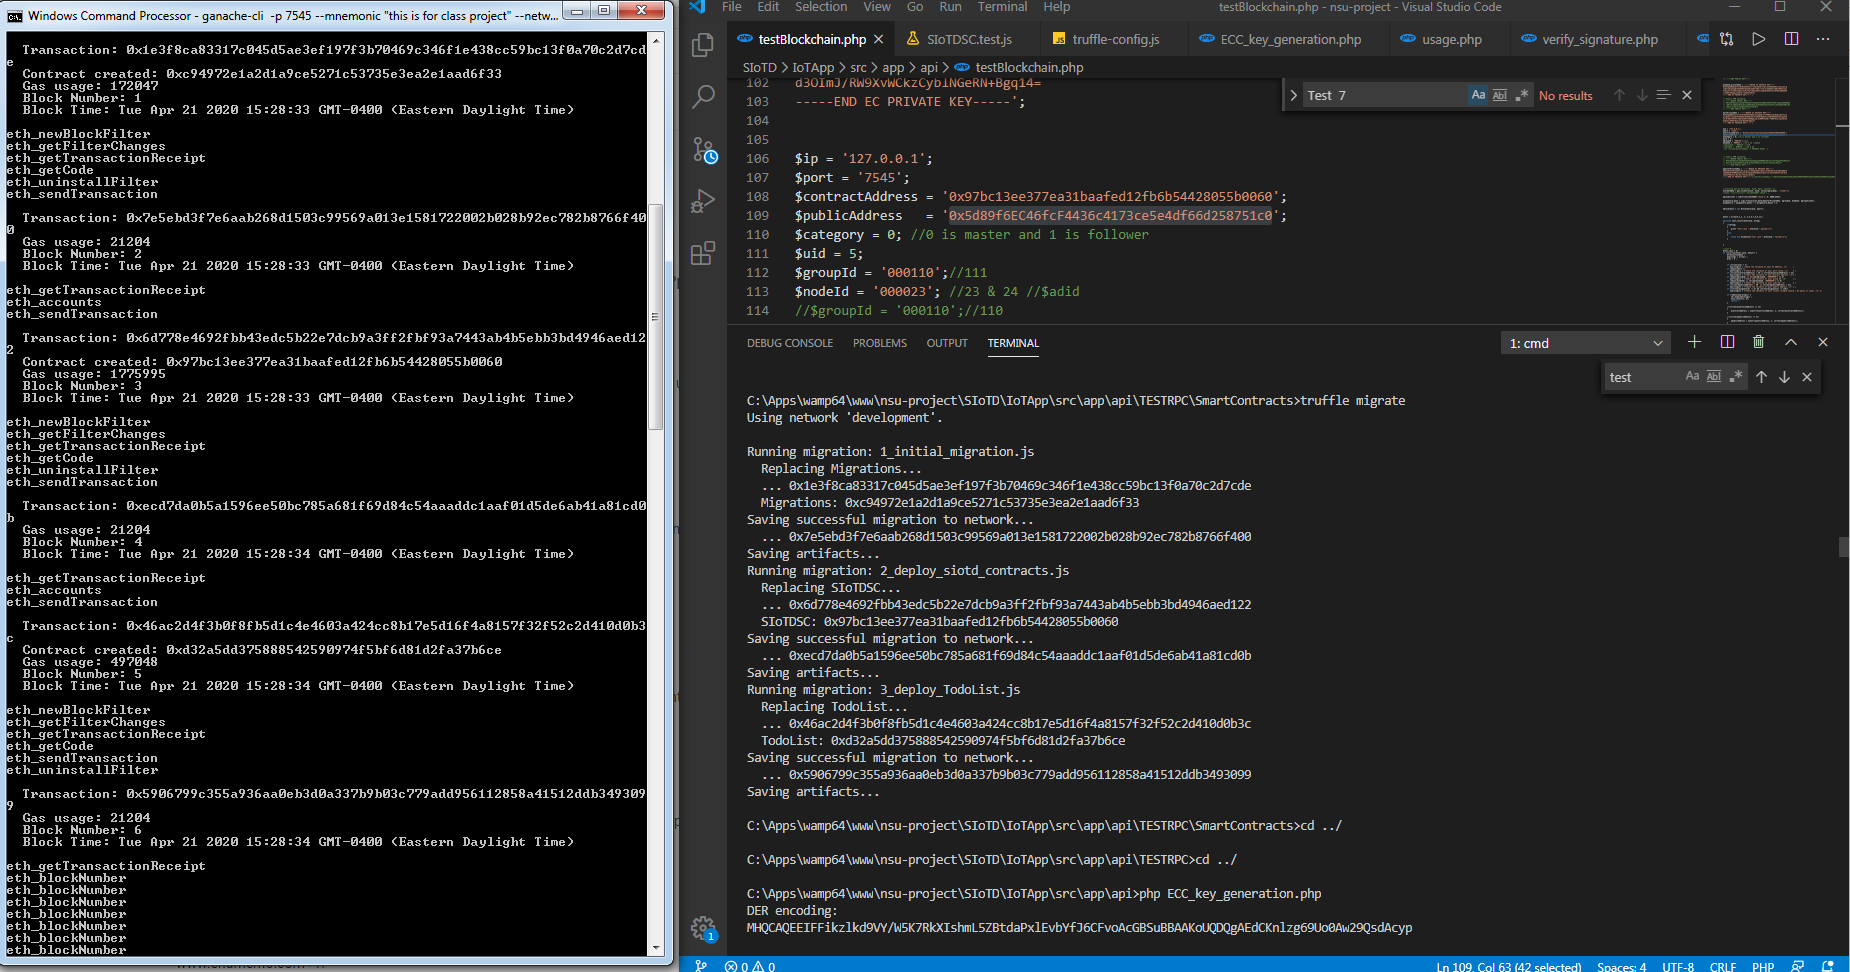 Windows Command Processor - ganache-cli -p 7545 --mnemonic "this is for class project" --netw...
Transaction: 0x1e3f8ca83317c045d5ae3ef197f3b70469c346f1e438cc59bc13f0a70c2d7cd
e
Contract created: 0xc94972e1a2d1a9ce5271c53735e3ea2e1aad6f33
Gas usage: 172047
Block Number: 1
Block Time: Tue Apr 21 2020 15:28:33 GMT-0400 (Eastern Daylight Time)
eth_newBlockFilter
eth_getFilterChanges
eth_getTransactionReceipt
eth_getCode
eth_uninstallFilter
eth_sendTransaction
Transaction: 0x7e5ebd3f7e6aab268d1503c99569a013e1581722002b028b92ec782b8766f40
0
Gas usage: 21204
Block Number: 2
Block Time: Tue Apr 21 2020 15:28:33 GMT-0400 (Eastern Daylight Time)
eth_getTransactionReceipt
eth_accounts
eth_sendTransaction
Transaction: 0x6d778e4692fbb43edc5b22e7dcb9a3ff2fbf93a7443ab4b5ebb3bd4946aed12
2
Contract created: 0x97bc13ee377ea31baafed12fb6b54428055b0060
Gas usage: 1775995
Block Number: 3
Block Time: Tue Apr 21 2020 15:28:33 GMT-0400 (Eastern Daylight Time)
eth_newBlockFilter
eth_getFilterChanges
eth_getTransactionReceipt
eth_getCode
eth_uninstallFilter
eth_sendTransaction
Transaction: 0xecd7da0b5a1596ee50bc785a681f69d84c54aaaddc1aaf01d5de6ab41a81cd0
b
Gas usage: 21204
Block Number: 4
Block Time: Tue Apr 21 2020 15:28:34 GMT-0400 (Eastern Daylight Time)
eth_getTransactionReceipt
eth_accounts
eth_sendTransaction
Transaction: 0x46ac2d4f3b0f8fb5d1c4e4603a424cc8b17e5d16f4a8157f32f52c2d410d0b3
c
Contract created: 0xd32a5dd375888542590974f5bf6d81d2fa37b6ce
Gas usage: 497048
Block Number: 5
Block Time: Tue Apr 21 2020 15:28:34 GMT-0400 (Eastern Daylight Time)
eth_newBlockFilter
eth_getFilterChanges
eth_getTransactionReceipt
eth_getCode
eth_sendTransaction
eth_uninstallFilter
Transaction: 0x5906799c355a936aa0eb3d0a337b9b03c779add956112858a41512ddb349309
9
Gas usage: 21204
Block Number: 6
Block Time: Tue Apr 21 2020 15:28:34 GMT-0400 (Eastern Daylight Time)
eth_getTransactionReceipt
eth_blockNumber
eth_blockNumber
eth_blockNumber
eth_blockNumber
eth_blockNumber
eth_blockNumber
eth_blockNumber
File Edit Selection View Go Run Terminal Help testBlockchain.php - nsu-project - Visual Studio Code
testBlockchain.php SIoTDSC.test.js truffle-config.js ECC_key_generation.php usage.php verify_signature.php
SIoTD > IoTApp > src > app > api > testBlockchain.php
Test 7 Aa Abl .* No results
102
103 -----END EC PRIVATE KEY-----';
104
105
106 $ip = '127.0.0.1';
107 $port = '7545';
108 $contractAddress = '0x97bc13ee377ea31baafed12fb6b54428055b0060';
109 $publicAddress = '0x5d89f6EC46fcF4436c4173ce5e4df66d258751c0';
110 $category = 0; //0 is master and 1 is follower
111 $uid = 5;
112 $groupId = '000110';//111
113 $nodeId = '000023'; //23 & 24 //$adid
114 //$groupId = '000110';//110
DEBUG CONSOLE PROBLEMS OUTPUT TERMINAL 1: cmd
test Aa Abl .*
C:\Apps\wamp64\www\nsu-project\SIoTD\IoTApp\src\app\api\TESTRPC\SmartContracts>truffle migrate
Using network 'development'.
Running migration: 1_initial_migration.js
Replacing Migrations...
... 0x1e3f8ca83317c045d5ae3ef197f3b70469c346f1e438cc59bc13f0a70c2d7cde
Migrations: 0xc94972e1a2d1a9ce5271c53735e3ea2e1aad6f33
Saving successful migration to network...
... 0x7e5ebd3f7e6aab268d1503c99569a013e1581722002b028b92ec782b8766f400
Saving artifacts...
Running migration: 2_deploy_siotd_contracts.js
Replacing SIoTDSC...
... 0x6d778e4692fbb43edc5b22e7dcb9a3ff2fbf93a7443ab4b5ebb3bd4946aed122
SIoTDSC: 0x97bc13ee377ea31baafed12fb6b54428055b0060
Saving successful migration to network...
... 0xecd7da0b5a1596ee50bc785a681f69d84c54aaaddc1aaf01d5de6ab41a81cd0b
Saving artifacts...
Running migration: 3_deploy_TodoList.js
Replacing TodoList...
... 0x46ac2d4f3b0f8fb5d1c4e4603a424cc8b17e5d16f4a8157f32f52c2d410d0b3c
TodoList: 0xd32a5dd375888542590974f5bf6d81d2fa37b6ce
Saving successful migration to network...
... 0x5906799c355a936aa0eb3d0a337b9b03c779add956112858a41512ddb3493099
Saving artifacts...
C:\Apps\wamp64\www\nsu-project\SIoTD\IoTApp\src\app\api\TESTRPC\SmartContracts>cd ../
C:\Apps\wamp64\www\nsu-project\SIoTD\IoTApp\src\app\api\TESTRPC>cd ../
C:\Apps\wamp64\www\nsu-project\SIoTD\IoTApp\src\app\api>php ECC_key_generation.php
DER encoding:
MHQCAQEEIFFikzlkd9VY/W5K7RkXIshmL5ZBtdaPxlEvbYfJ6CFvoAcGBSuBBAAKoUQDQgAEdCKnlzg69Uo0Aw29QsdAcyp
1
0 0 Ln 109, Col 63 (42 selected) Spaces: 4 UTF-8 CRLF PHP